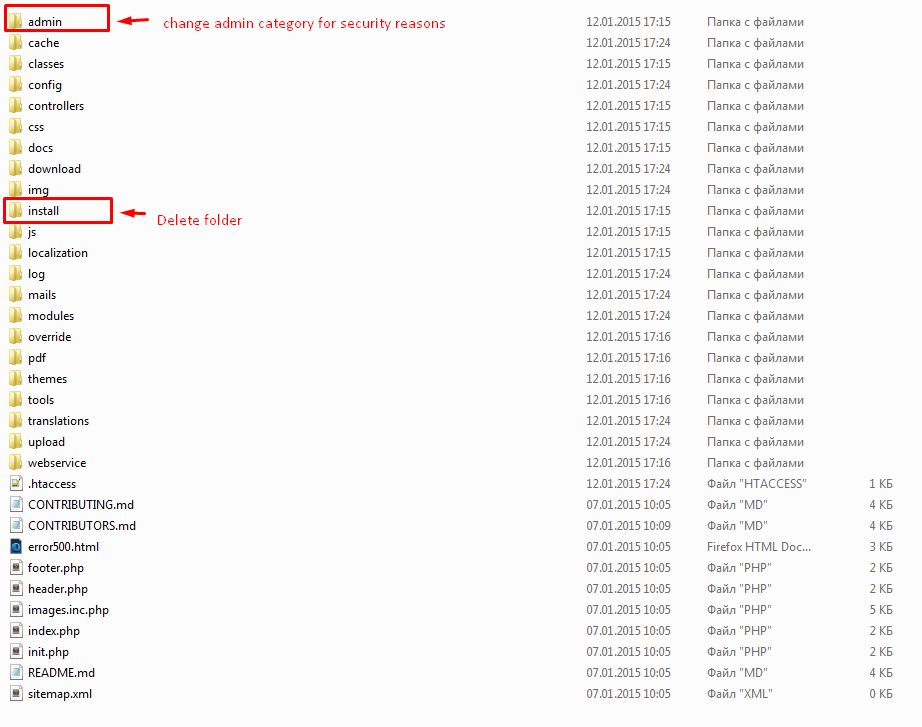 admin 12.01.2015 17:15 Папка с файлами
change admin category for security reasons
cache 12.01.2015 17:24 Папка с файлами
classes 12.01.2015 17:15 Папка с файлами
config 12.01.2015 17:24 Папка с файлами
controllers 12.01.2015 17:15 Папка с файлами
css 12.01.2015 17:15 Папка с файлами
docs 12.01.2015 17:15 Папка с файлами
download 12.01.2015 17:24 Папка с файлами
img 12.01.2015 17:24 Папка с файлами
install 12.01.2015 17:15 Папка с файлами
Delete folder
js 12.01.2015 17:15 Папка с файлами
localization 12.01.2015 17:15 Папка с файлами
log 12.01.2015 17:24 Папка с файлами
mails 12.01.2015 17:24 Папка с файлами
modules 12.01.2015 17:24 Папка с файлами
override 12.01.2015 17:16 Папка с файлами
pdf 12.01.2015 17:16 Папка с файлами
themes 12.01.2015 17:16 Папка с файлами
tools 12.01.2015 17:16 Папка с файлами
translations 12.01.2015 17:24 Папка с файлами
upload 12.01.2015 17:24 Папка с файлами
webservice 12.01.2015 17:16 Папка с файлами
.htaccess 12.01.2015 17:24 Файл "HTACCESS" 1 КБ
CONTRIBUTING.md 07.01.2015 10:05 Файл "MD" 4 КБ
CONTRIBUTORS.md 07.01.2015 10:09 Файл "MD" 4 КБ
error500.html 07.01.2015 10:05 Firefox HTML Doc... 3 КБ
footer.php 07.01.2015 10:05 Файл "PHP" 2 КБ
header.php 07.01.2015 10:05 Файл "PHP" 2 КБ
images.inc.php 07.01.2015 10:05 Файл "PHP" 5 КБ
index.php 07.01.2015 10:05 Файл "PHP" 2 КБ
init.php 07.01.2015 10:05 Файл "PHP" 2 КБ
README.md 07.01.2015 10:05 Файл "MD" 4 КБ
sitemap.xml 07.01.2015 10:05 Файл "XML" 0 КБ